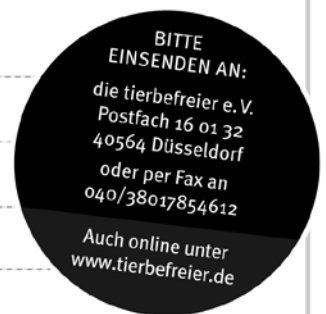 BITTE
EINSENDEN AN:
die tierbefreier e.V.
Postfach 16 01 32
40564 Düsseldorf
oder per Fax an
040/38017854612
Auch online unter
www.tierbefreier.de